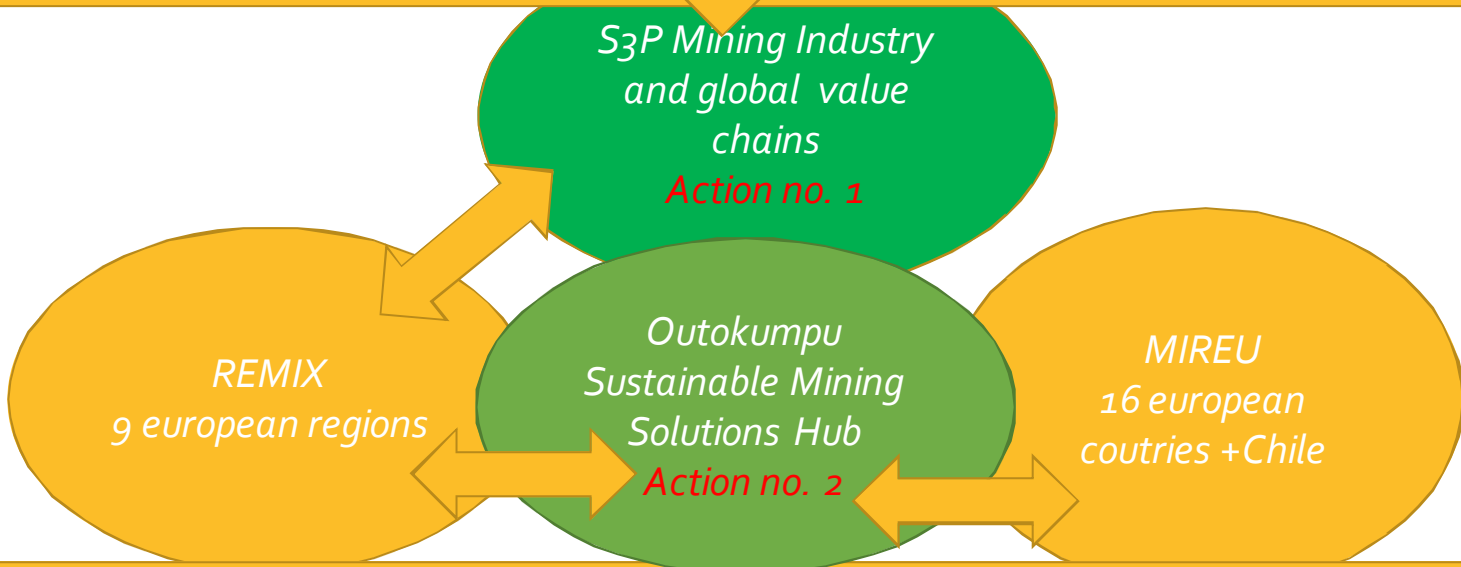 S3P Mining Industry
and global value
chains
Action no. 1
REMIX
9 european regions
Outokumpu
Sustainable Mining
Solutions Hub
Action no. 2
MIREU
16 european
coutries +Chile